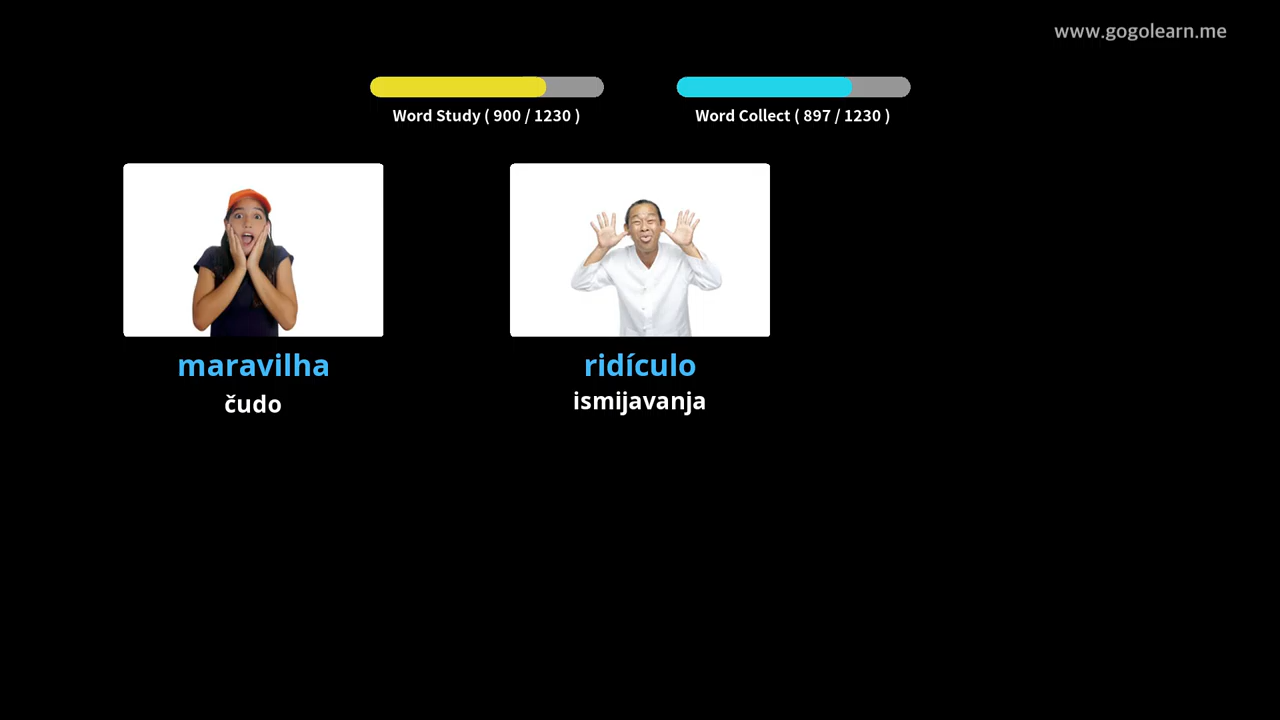 www.gogolearn.me
Word Study ( 900 / 1230 )
Word Collect ( 897 / 1230 )
maravilha
čudo
ridículo
ismijavanja